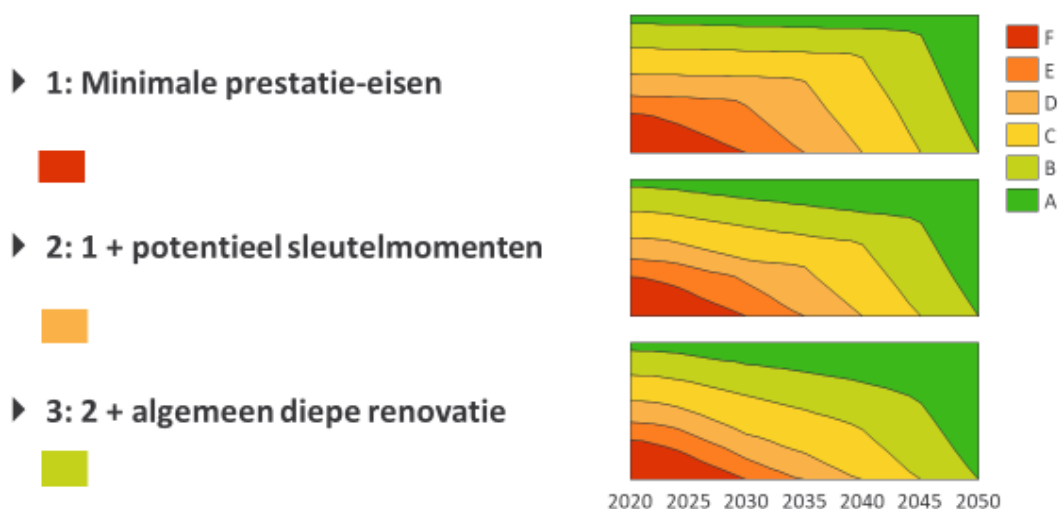 1: Minimale prestatie-eisen
2: 1 + potentieel sleutelmomenten
3: 2 + algemeen diepe renovatie
F
E
D
C
B
A
2020 2025 2030 2035 2040 2045 2050